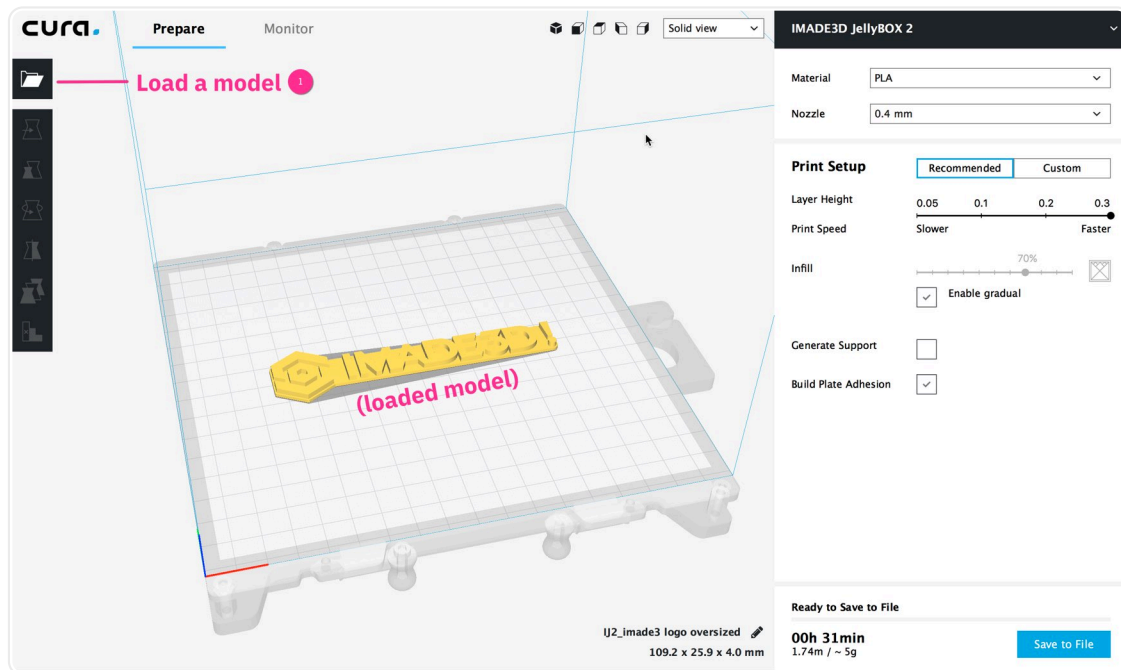 cura.
Prepare
Monitor
Solid view
IMADE3D JellyBOX 2
Load a model 1
Material
PLA
Nozzle
0.4 mm
Print Setup
Recommended
Custom
Layer Height
0.05 0.1 0.2 0.3
Print Speed
Slower
Faster
Infill
70%
Enable gradual
Generate Support
Build Plate Adhesion
iMADE3D!
(loaded model)
IJ2_imade3 logo oversized
109.2 x 25.9 x 4.0 mm
Ready to Save to File
00h 31min
1.74m / ~ 5g
Save to File